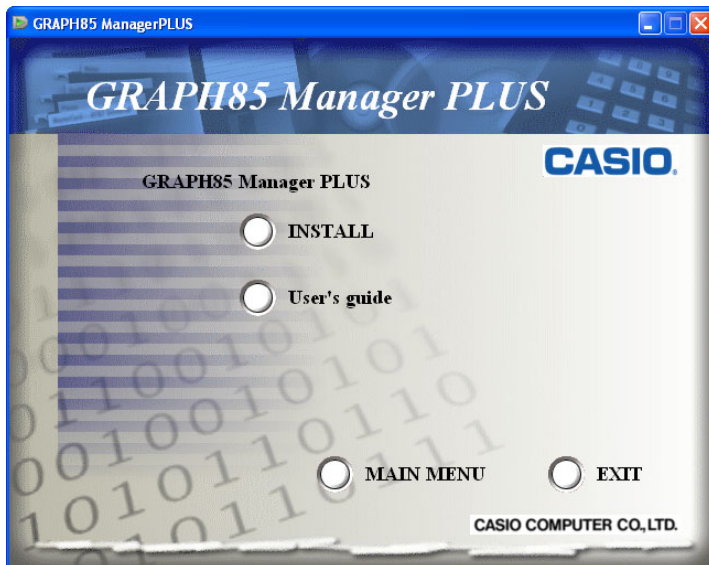 GRAPH85 ManagerPLUS
GRAPH85 Manager PLUS
CASIO.
GRAPH85 Manager PLUS
INSTALL
User's guide
MAIN MENU
EXIT
CASIO COMPUTER CO., LTD.